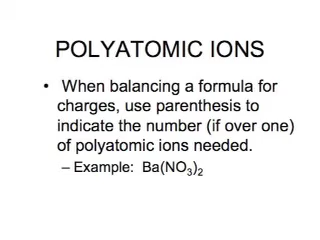 POLYATOMIC IONS
• When balancing a formula for
charges, use parenthesis to
indicate the number (if over one)
of polyatomic ions needed.
– Example: Ba(NO₃)₂